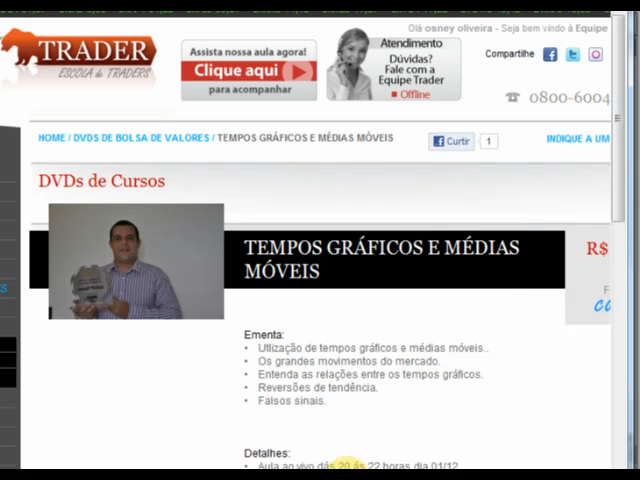 Olá osney oliveira - Seja bem vindo à Equipe
TRADER
ESCOLA de TRADERS
Assista nossa aula agora!
Clique aqui
para acompanhar
Atendimento
Dúvidas?
Fale com a
Equipe Trader
Offline
Compartilhe
0800-6004
HOME / DVDS DE BOLSA DE VALORES / TEMPOS GRÁFICOS E MÉDIAS MÓVEIS
Curtir
1
INDIQUE A UM
DVDs de Cursos
TEMPOS GRÁFICOS E MÉDIAS
MÓVEIS
R$
Ementa:
• Utlização de tempos gráficos e médias móveis..
• Os grandes movimentos do mercado.
• Entenda as relações entre os tempos gráficos.
• Reversões de tendência.
• Falsos sinais.
Detalhes:
• Aula ao vivo dás 20 ás 22 horas dia 01/12